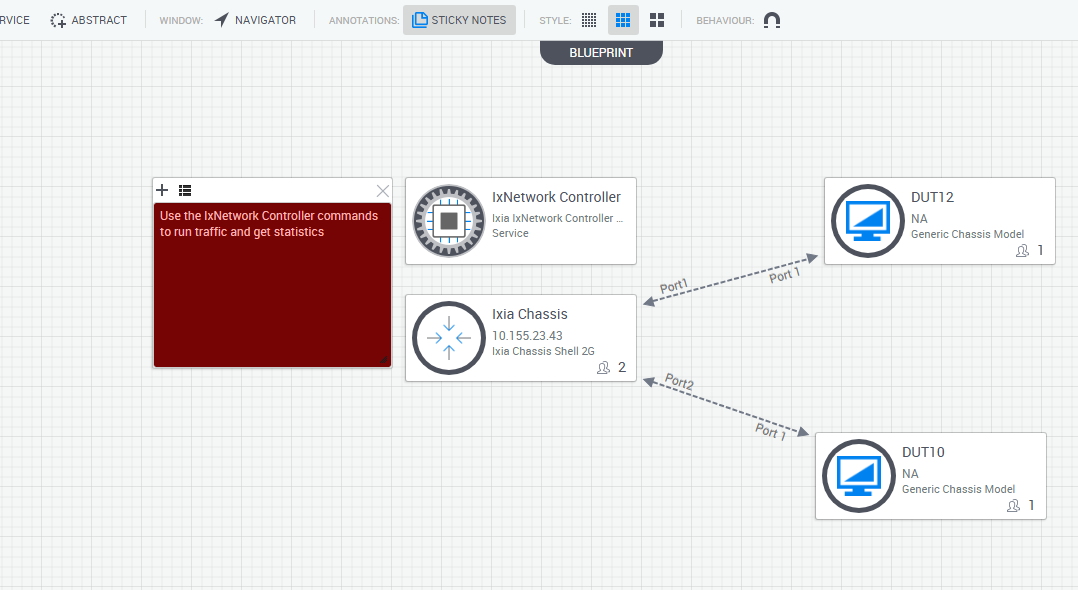 RVICE
ABSTRACT
WINDOW:
NAVIGATOR
ANNOTATIONS:
STICKY NOTES
STYLE:
BEHAVIOUR:
BLUEPRINT
Use the IxNetwork Controller commands
to run traffic and get statistics
IxNetwork Controller
Ixia IxNetwork Controller ...
Service
DUT12
NA
Generic Chassis Model
1
Port1
Port 1
Ixia Chassis
10.155.23.43
Ixia Chassis Shell 2G
2
Port2
Port 1
DUT10
NA
Generic Chassis Model
1